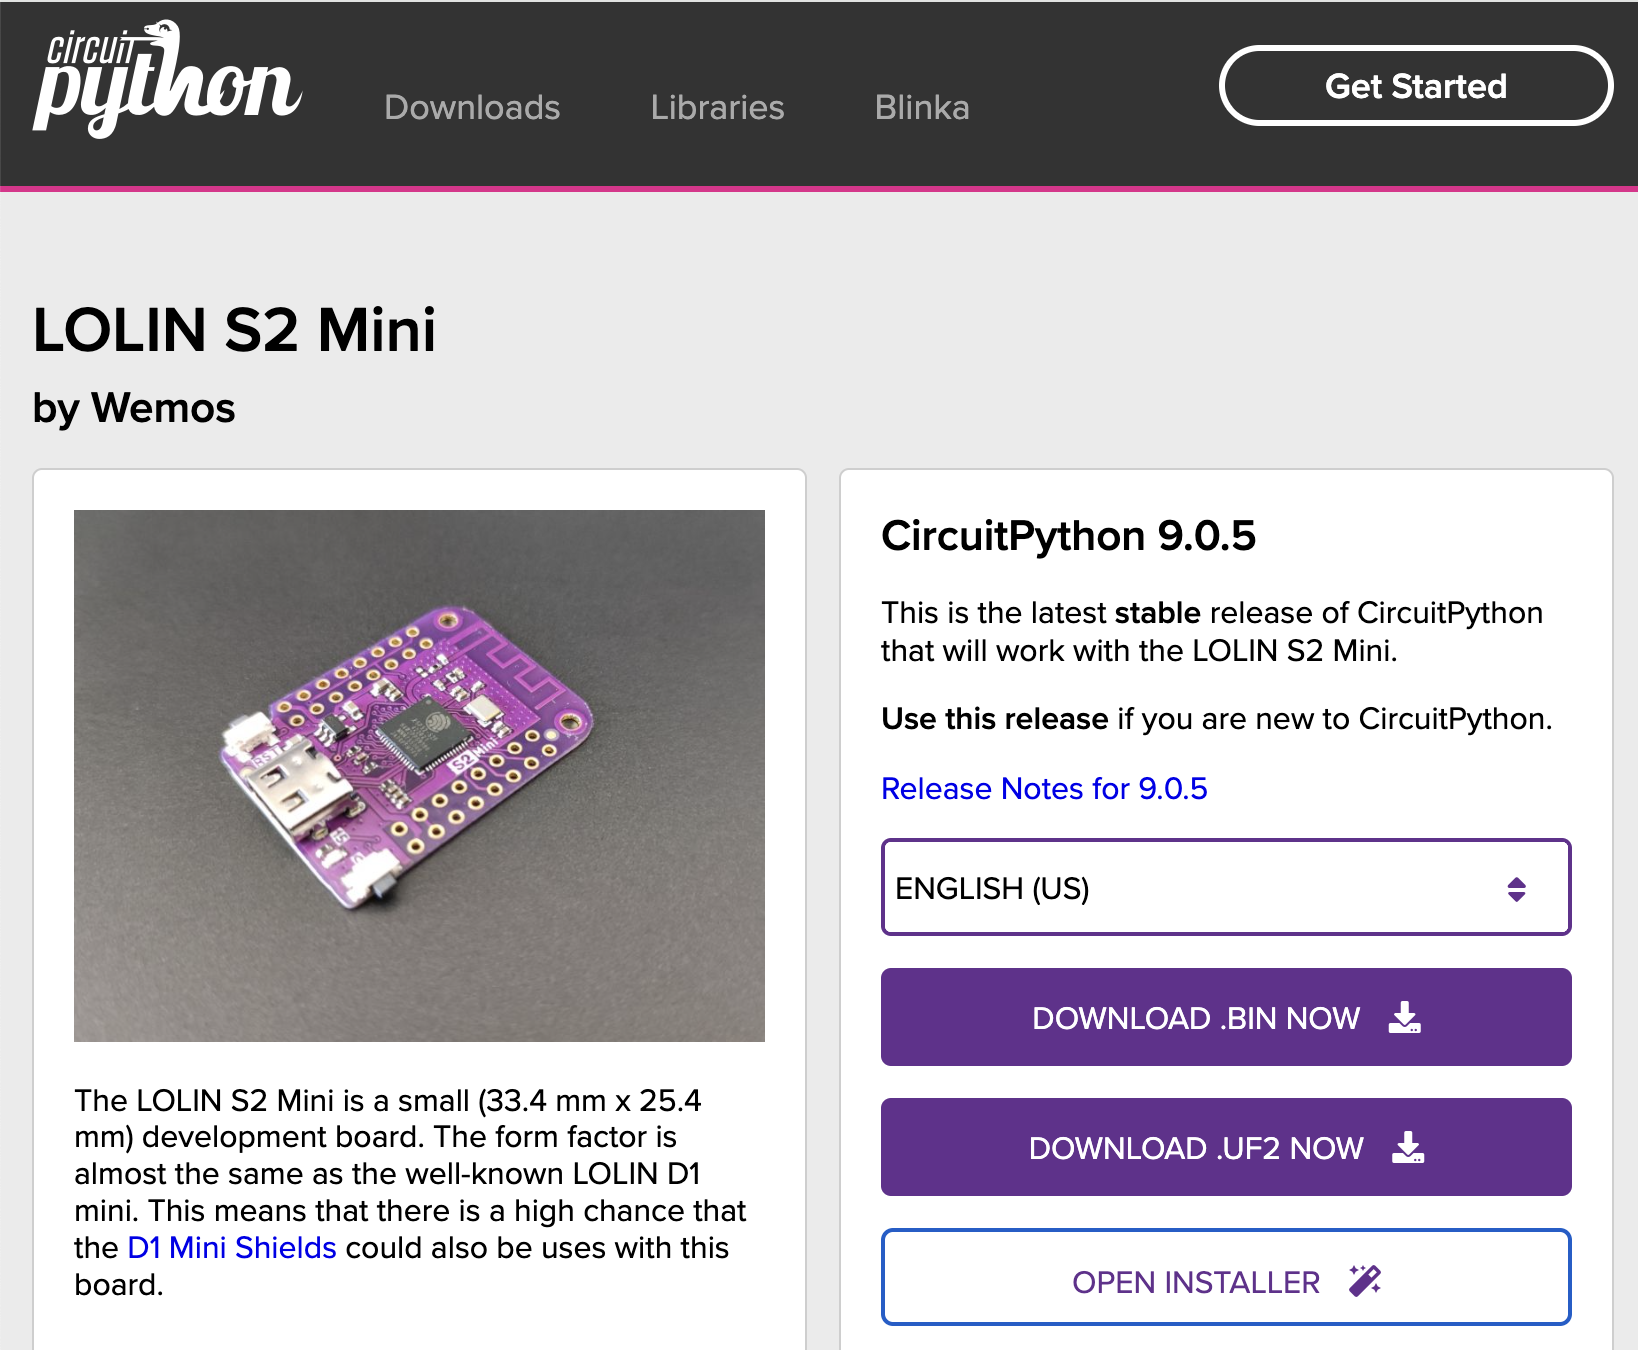 circuit
python
Downloads
Libraries
Blinka
Get Started
LOLIN S2 Mini
by Wemos
RST
S2 Mini
The LOLIN S2 Mini is a small (33.4 mm x 25.4
mm) development board. The form factor is
almost the same as the well-known LOLIN D1
mini. This means that there is a high chance that
the D1 Mini Shields could also be uses with this
board.
CircuitPython 9.0.5
This is the latest stable release of CircuitPython
that will work with the LOLIN S2 Mini.
Use this release if you are new to CircuitPython.
Release Notes for 9.0.5
ENGLISH (US)
DOWNLOAD .BIN NOW
DOWNLOAD .UF2 NOW
OPEN INSTALLER